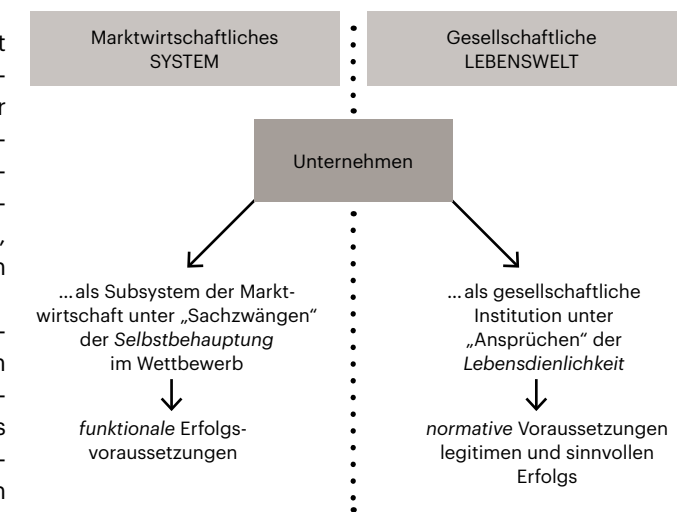 Marktwirtschaftliches
SYSTEM
Gesellschaftliche
LEBENSWELT
Unternehmen
...als Subsystem der Markt-
wirtschaft unter „Sachzwängen“
der Selbstbehauptung
im Wettbewerb
funktionale Erfolgs-
voraussetzungen
...als gesellschaftliche
Institution unter
„Ansprüchen“ der
Lebensdienlichkeit
normative Voraussetzungen
legitimen und sinnvollen
Erfolgs